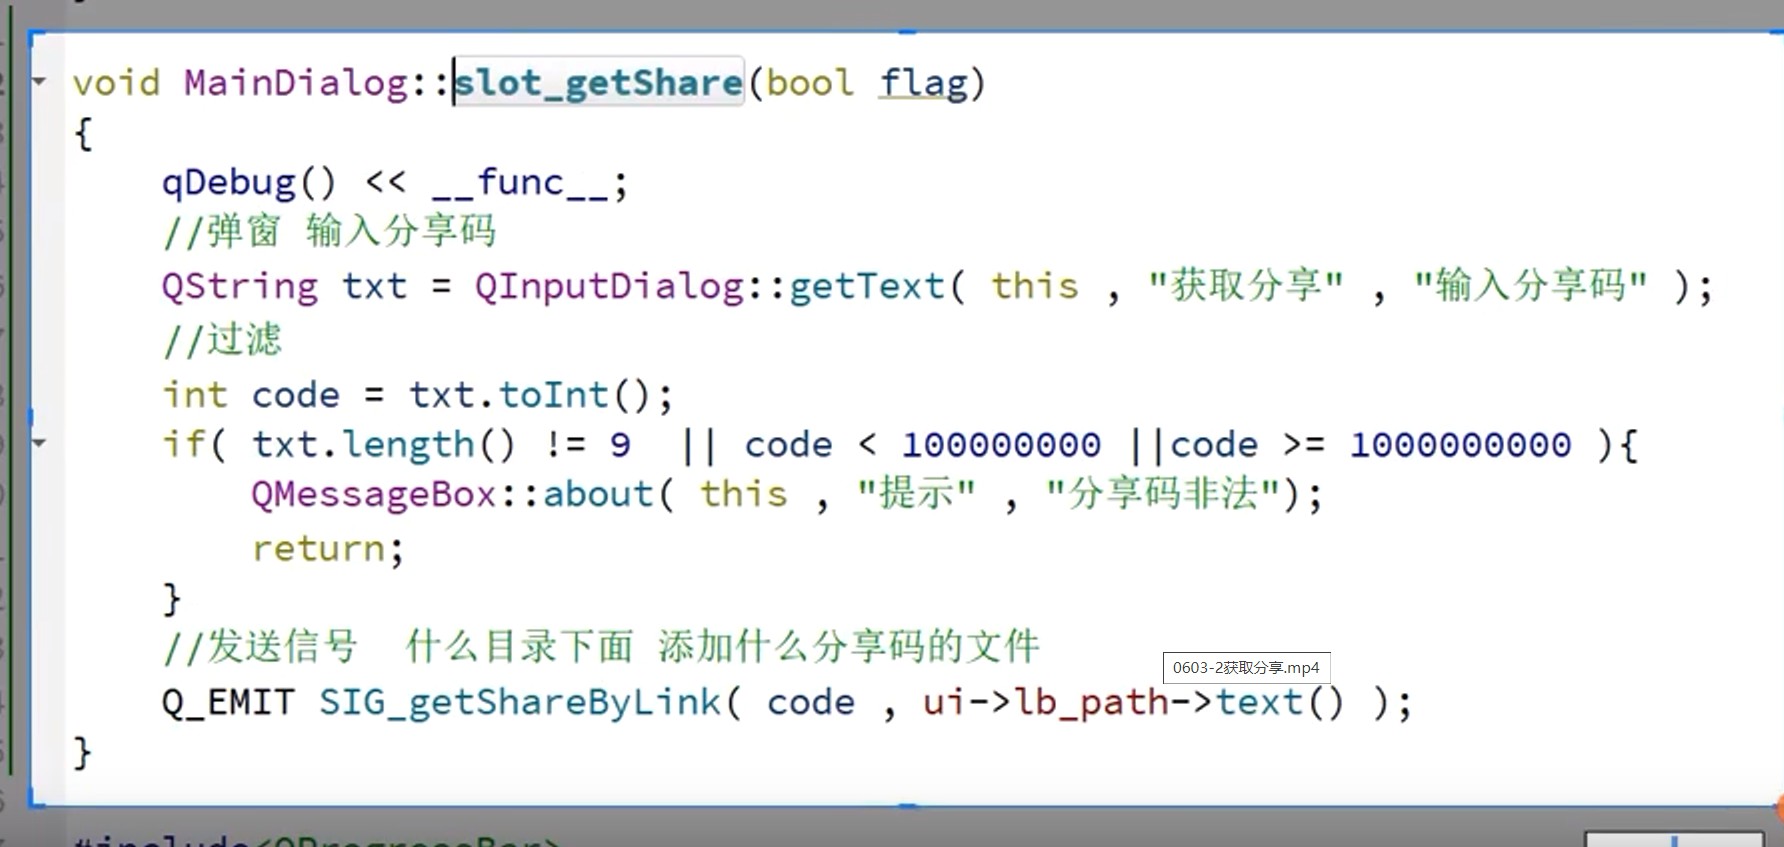 void MainDialog::slot_getShare(bool flag)
{
    qDebug() << __func__;
    //弹窗 输入分享码
    QString txt = QInputDialog::getText( this , "获取分享" , "输入分享码" );
    //过滤
    int code = txt.toInt();
    if( txt.length() != 9  || code < 100000000 ||code >= 1000000000 ){
        QMessageBox::about( this , "提示" , "分享码非法");
        return;
    }
    //发送信号  什么目录下面 添加什么分享码的文件
0603-2获取分享.mp4
    Q_EMIT SIG_getShareByLink( code , ui->lb_path->text() );
}
#include<QProgressBar>